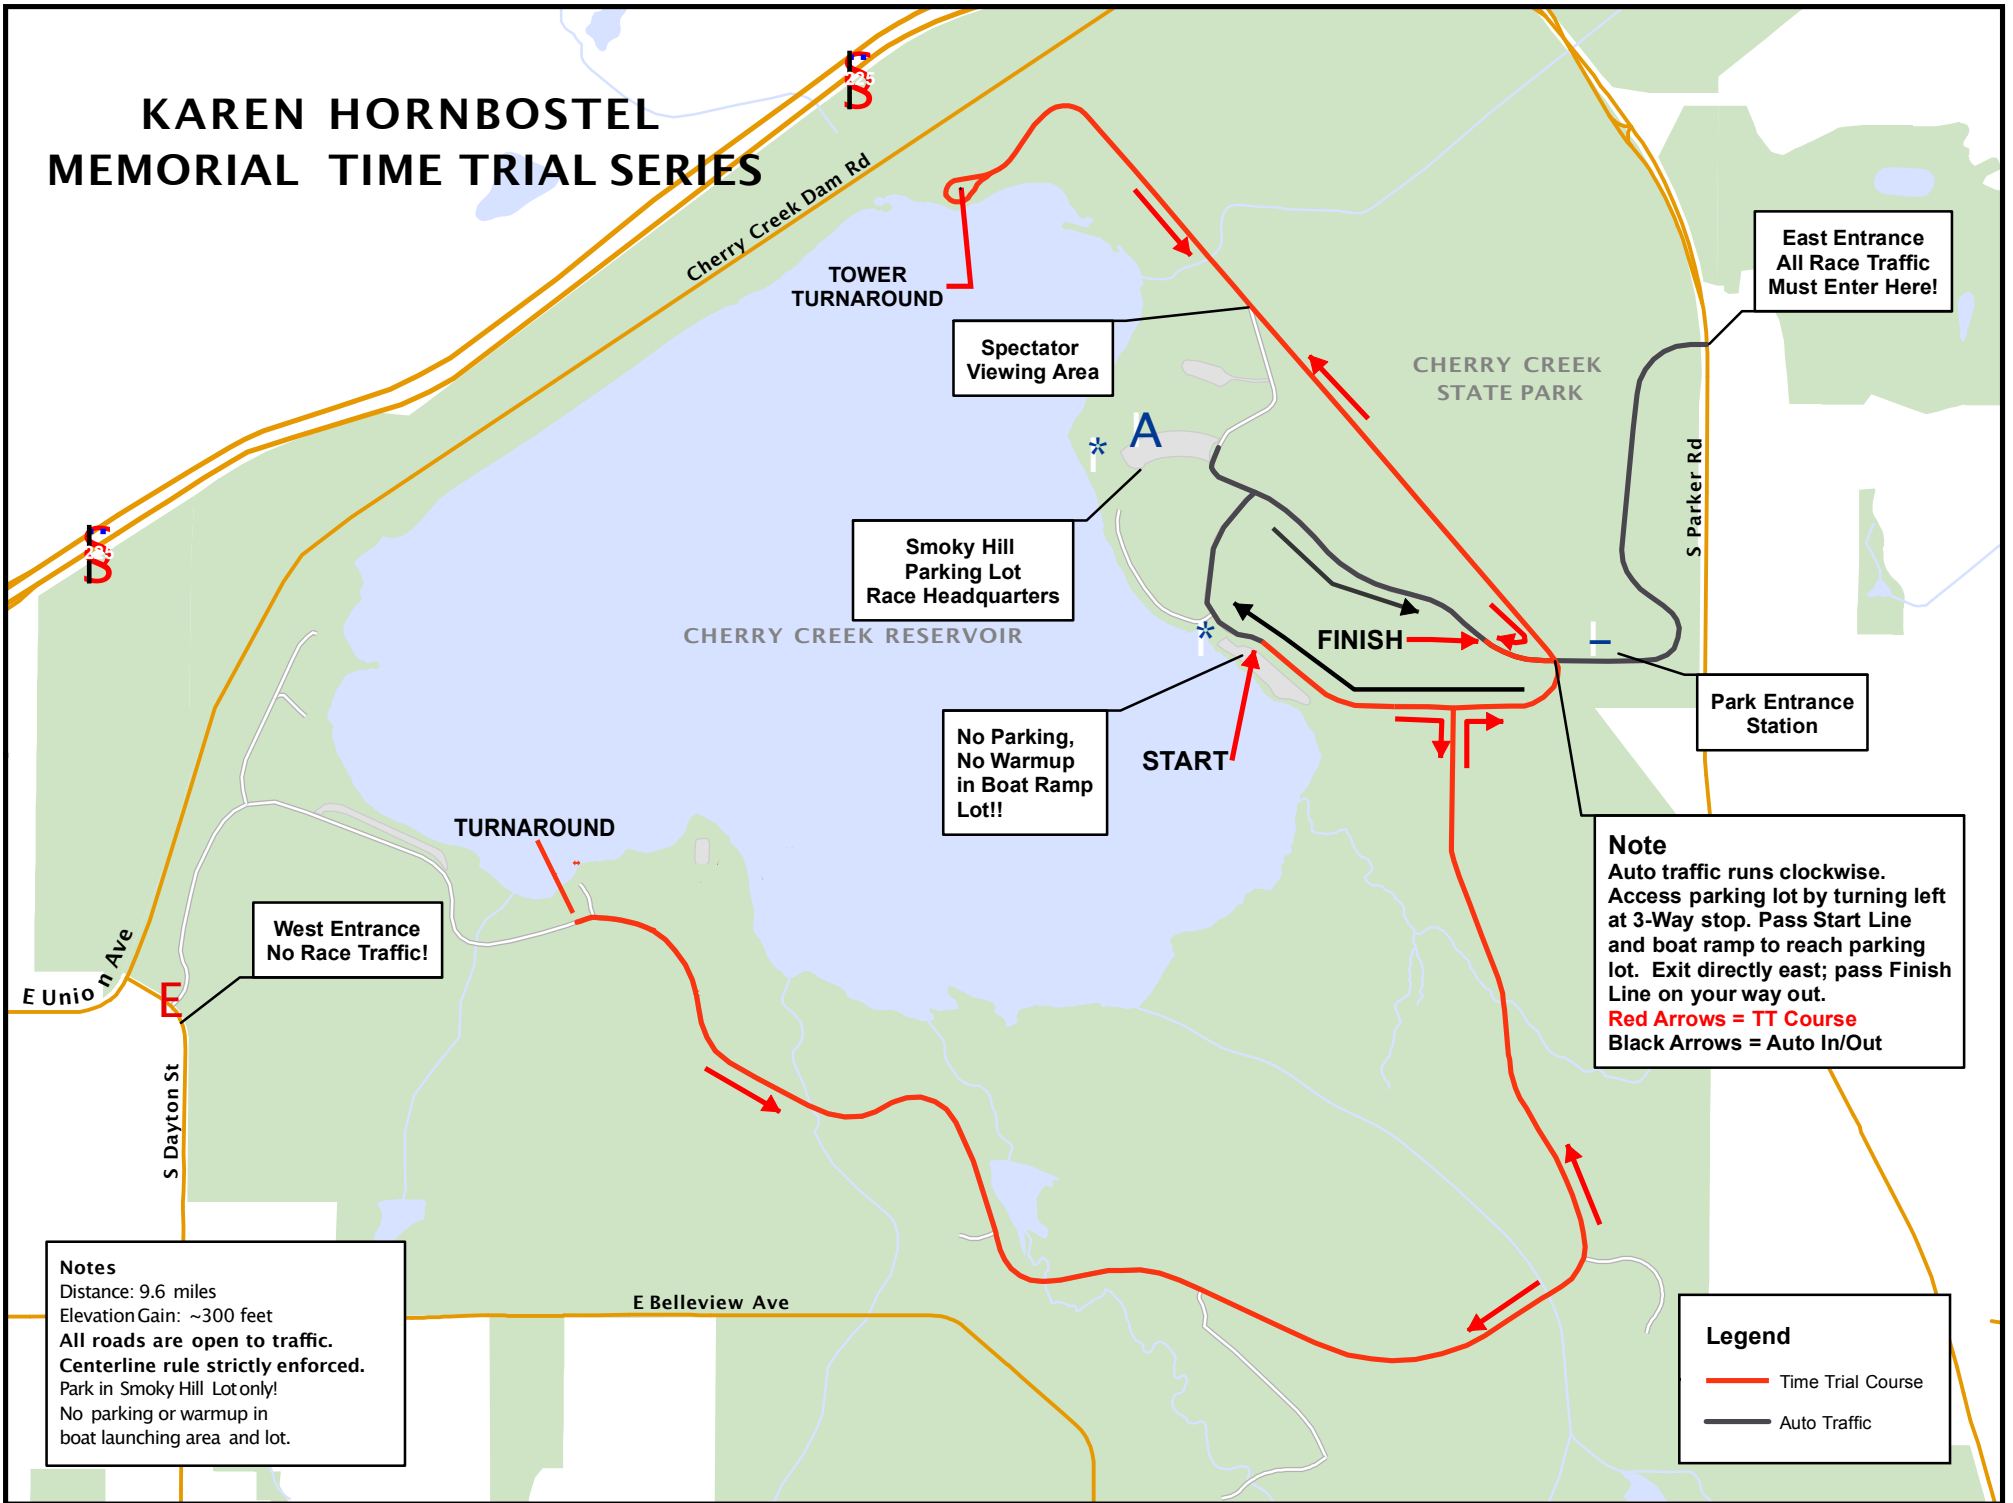 KAREN HORNBOSTEL
MEMORIAL TIME TRIAL SERIES
225
Cherry Creek Dam Rd
TOWER
TURNAROUND
East Entrance
All Race Traffic
Must Enter Here!
Spectator
Viewing Area
CHERRY CREEK
STATE PARK
A
*
S Parker Rd
225
Smoky Hill
Parking Lot
Race Headquarters
CHERRY CREEK RESERVOIR
*
FINISH
Park Entrance
Station
No Parking,
No Warmup
in Boat Ramp
Lot!!
START
TURNAROUND
Note
Auto traffic runs clockwise.
Access parking lot by turning left
at 3-Way stop. Pass Start Line
and boat ramp to reach parking
lot. Exit directly east; pass Finish
Line on your way out.
Red Arrows = TT Course
Black Arrows = Auto In/Out
West Entrance
No Race Traffic!
E Union Ave
E
S Dayton St
Notes
Distance: 9.6 miles
Elevation Gain: ~300 feet
All roads are open to traffic.
Centerline rule strictly enforced.
Park in Smoky Hill Lot only!
No parking or warmup in
boat launching area and lot.
E Belleview Ave
Legend
Time Trial Course
Auto Traffic